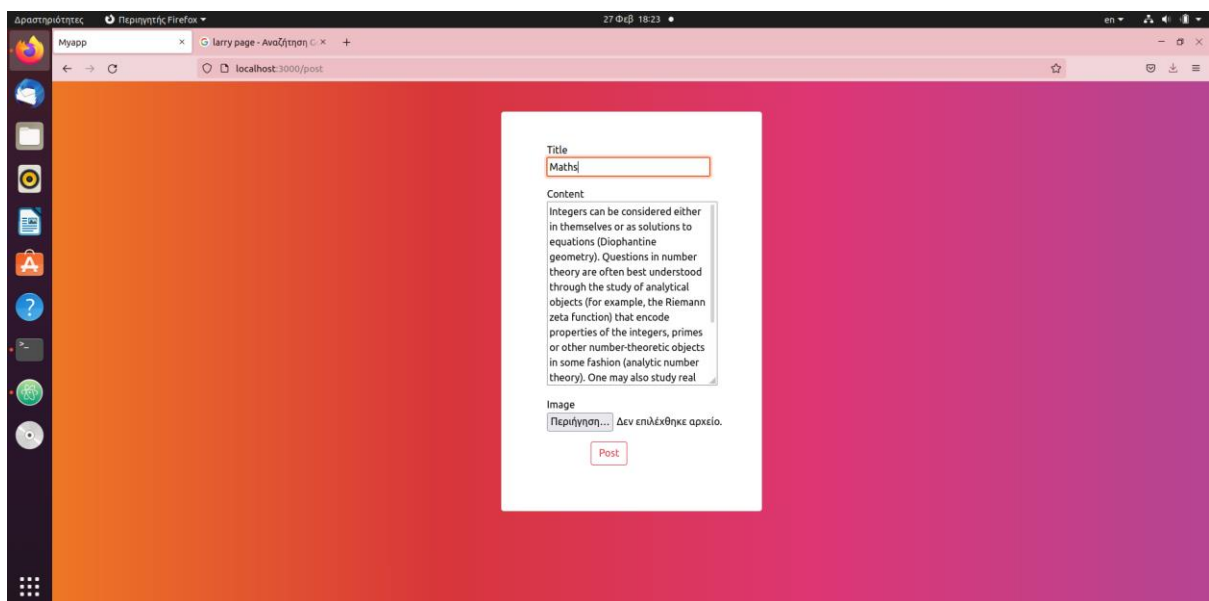 Δραστηριότητες Περιηγητής Firefox 27 Φεβ 18:23 en
Myapp larry page - Αναζήτηση G
localhost:3000/post
Title
Maths
Content
Integers can be considered either
in themselves or as solutions to
equations (Diophantine
geometry). Questions in number
theory are often best understood
through the study of analytical
objects (for example, the Riemann
zeta function) that encode
properties of the integers, primes
or other number-theoretic objects
in some fashion (analytic number
theory). One may also study real
Image
Περιήγηση... Δεν επιλέχθηκε αρχείο.
Post